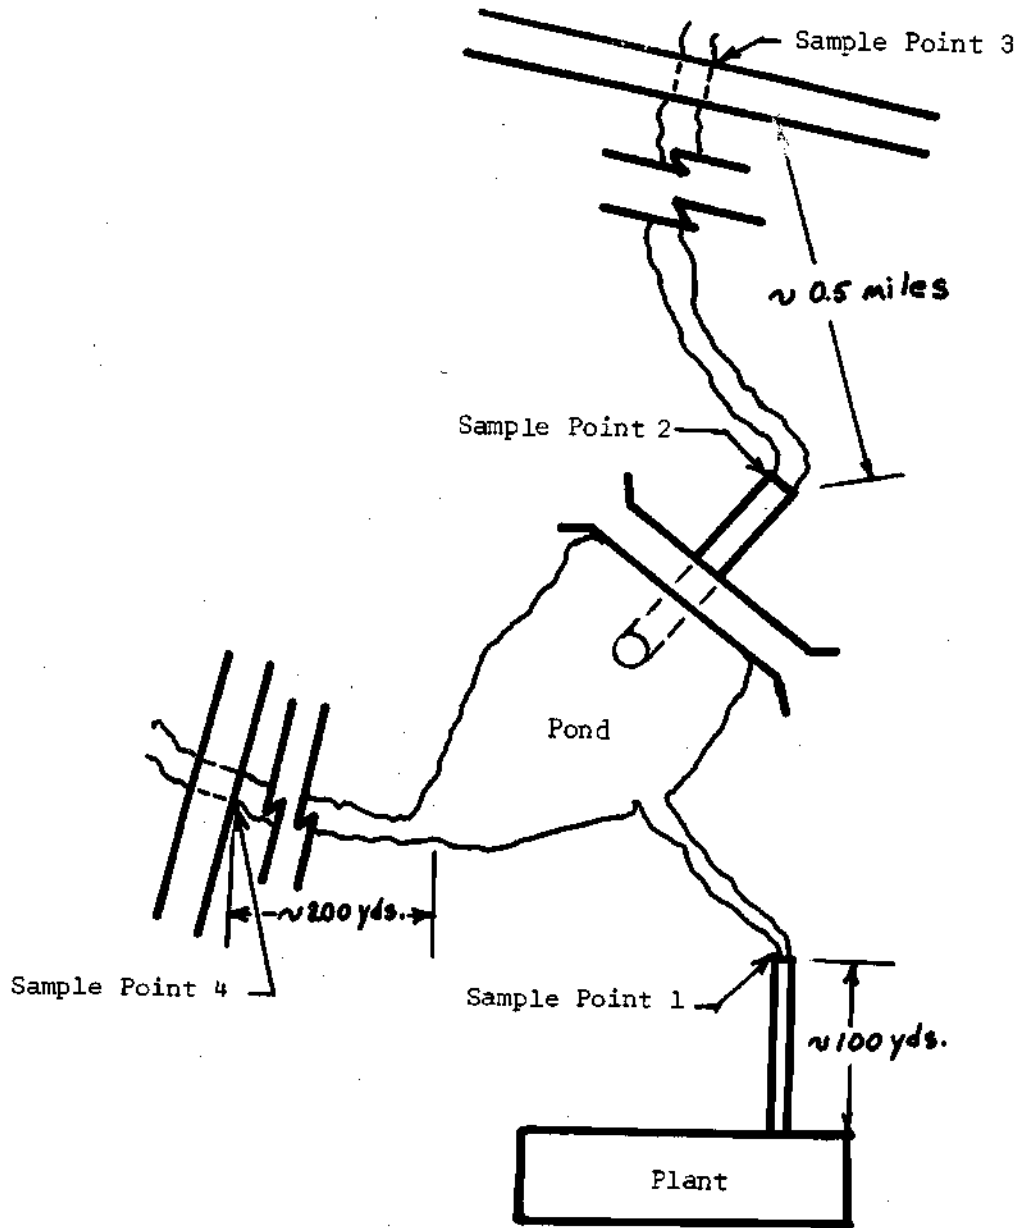 Sample Point 3
~ 0.5 miles
Sample Point 2
Pond
~200 yds.
Sample Point 4
Sample Point 1
~100 yds.
Plant